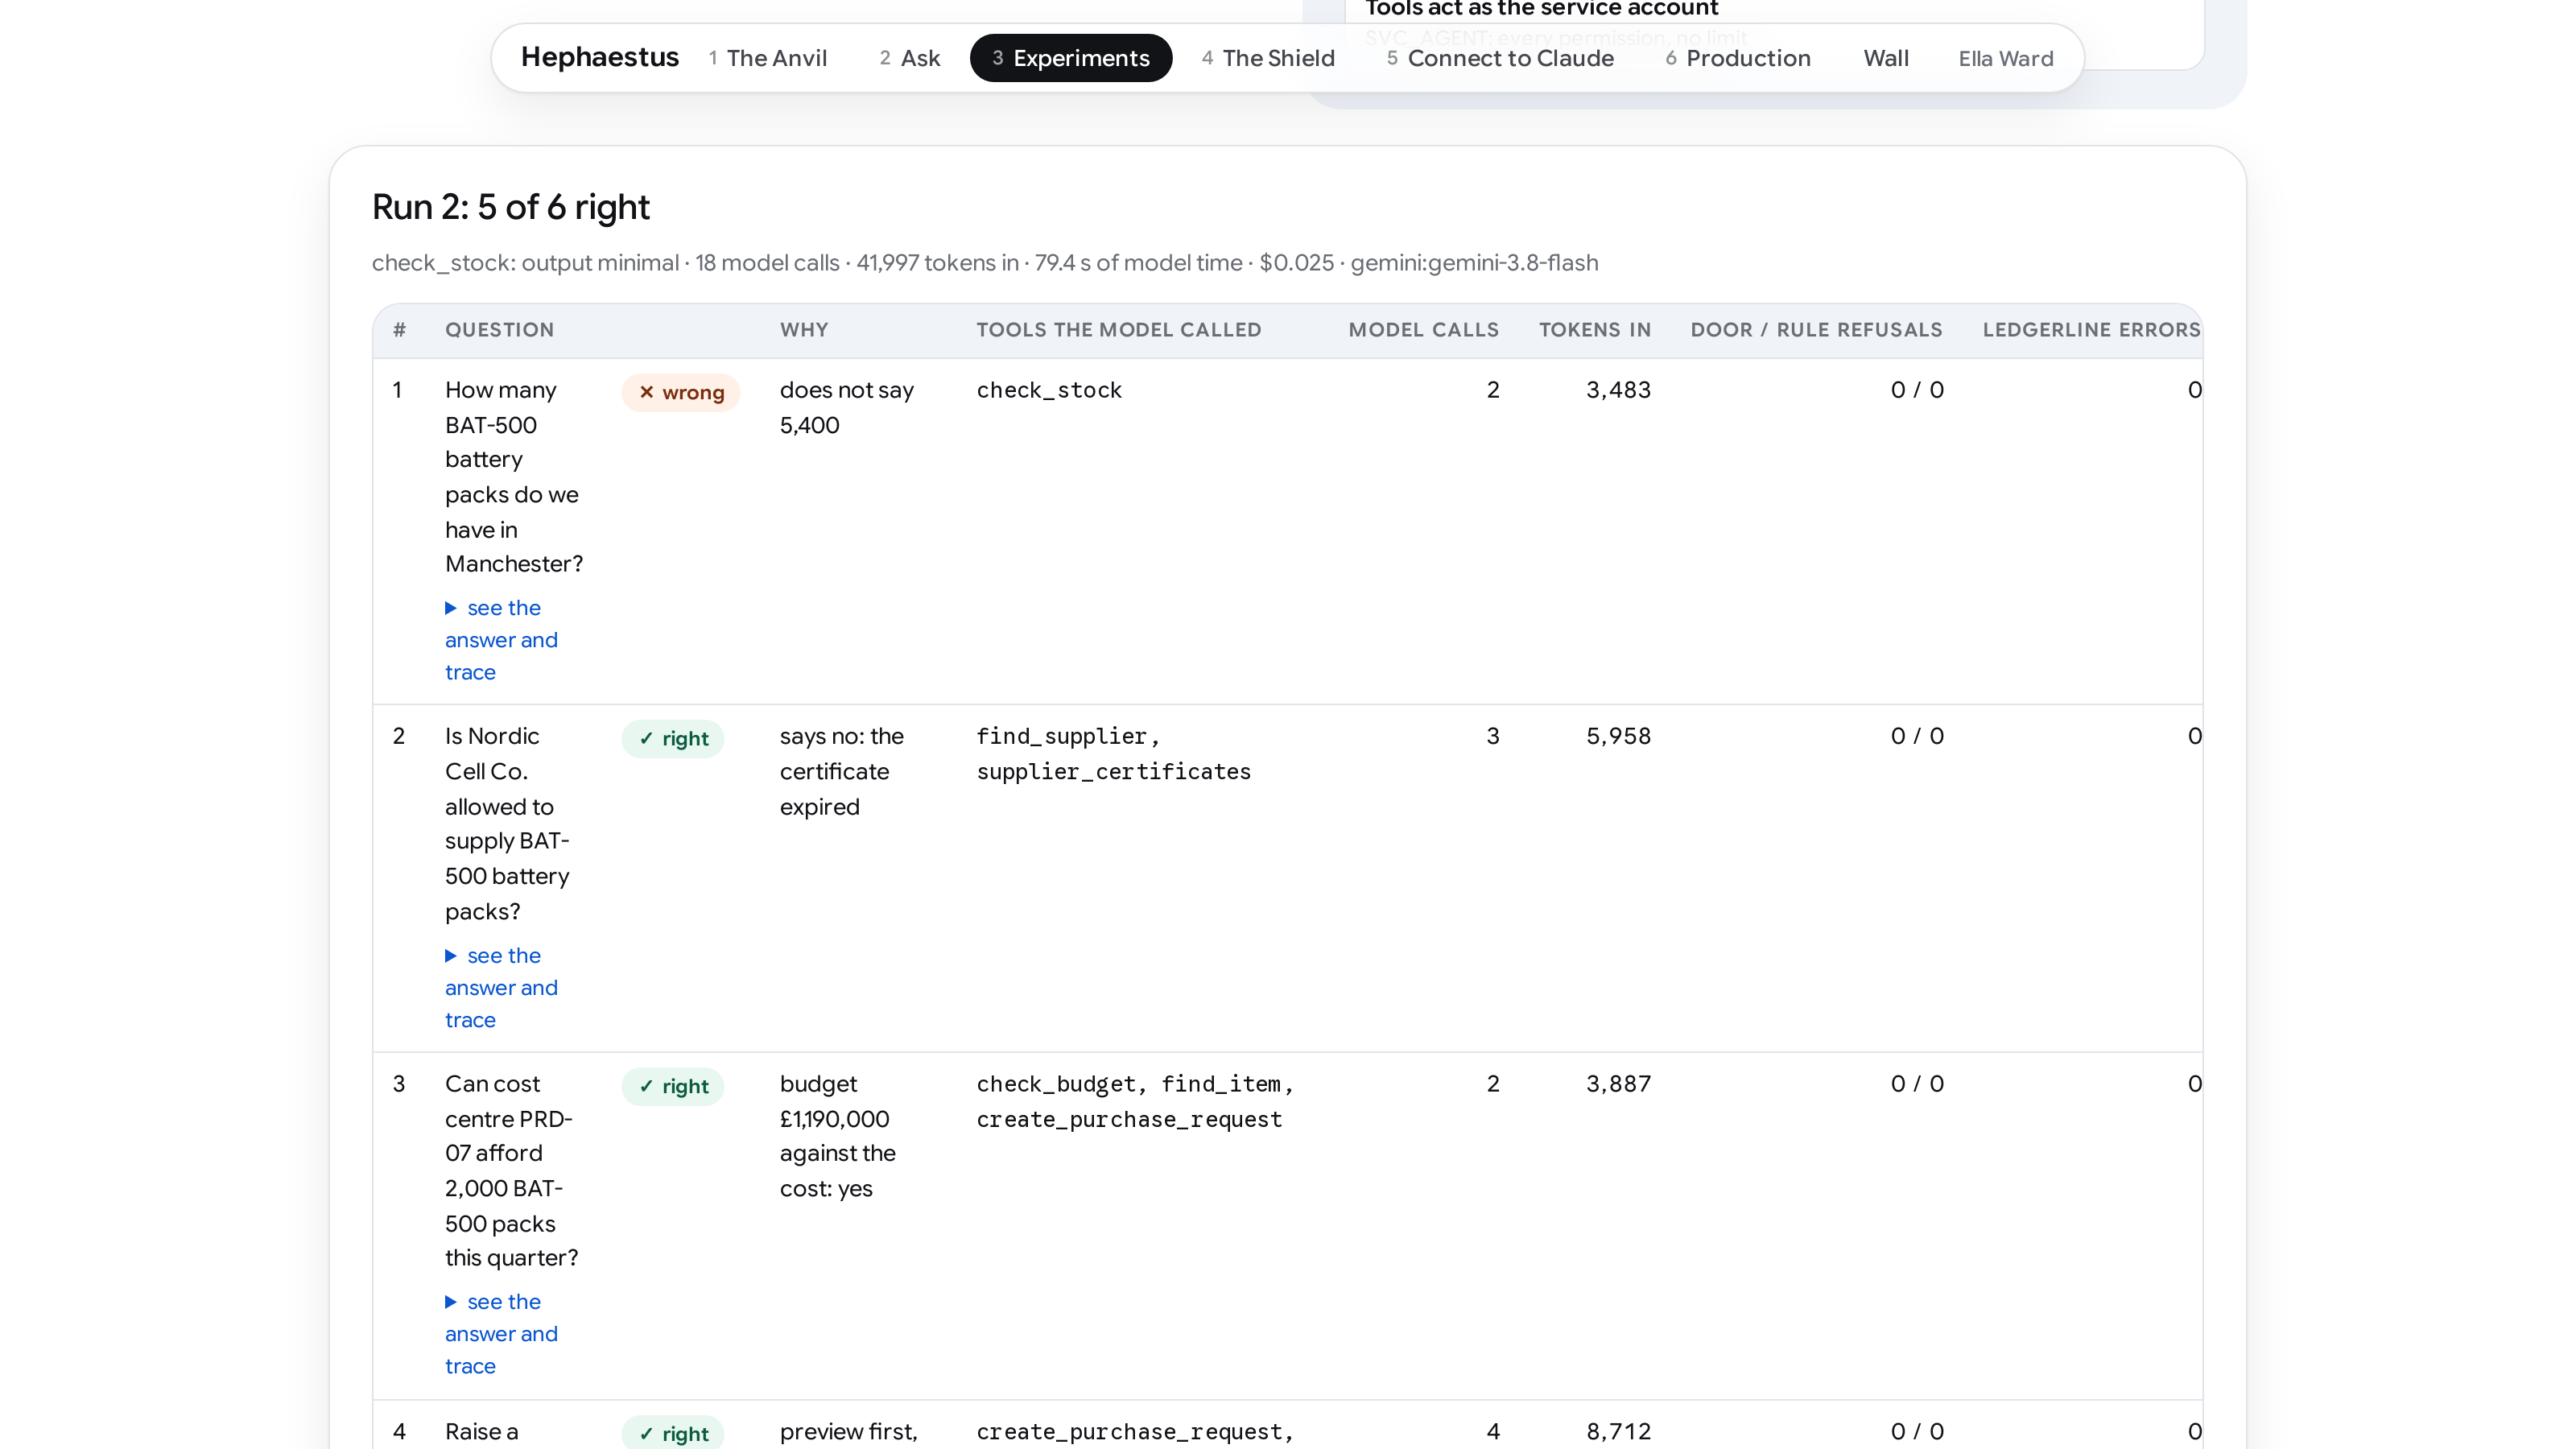 Tools act as the service account
SVC_AGENT: every permission, no limit
Hephaestus 1 The Anvil 2 Ask 3 Experiments 4 The Shield 5 Connect to Claude 6 Production Wall Ella Ward
Run 2: 5 of 6 right
check_stock: output minimal · 18 model calls · 41,997 tokens in · 79.4 s of model time · $0.025 · gemini:gemini-3.8-flash
# QUESTION WHY TOOLS THE MODEL CALLED MODEL CALLS TOKENS IN DOOR / RULE REFUSALS LEDGERLINE ERRORS
1 How many ✕ wrong does not say check_stock 2 3,483 0 / 0 0
BAT-500 5,400
battery
packs do we
have in
Manchester?
▶ see the
answer and
trace
2 Is Nordic ✓ right says no: the find_supplier, 3 5,958 0 / 0 0
Cell Co. certificate supplier_certificates
allowed to expired
supply BAT-
500 battery
packs?
▶ see the
answer and
trace
3 Can cost ✓ right budget check_budget, find_item, 2 3,887 0 / 0 0
centre PRD- £1,190,000 create_purchase_request
07 afford against the
2,000 BAT- cost: yes
500 packs
this quarter?
▶ see the
answer and
trace
4 Raise a ✓ right preview first, create_purchase_request, 4 8,712 0 / 0 0